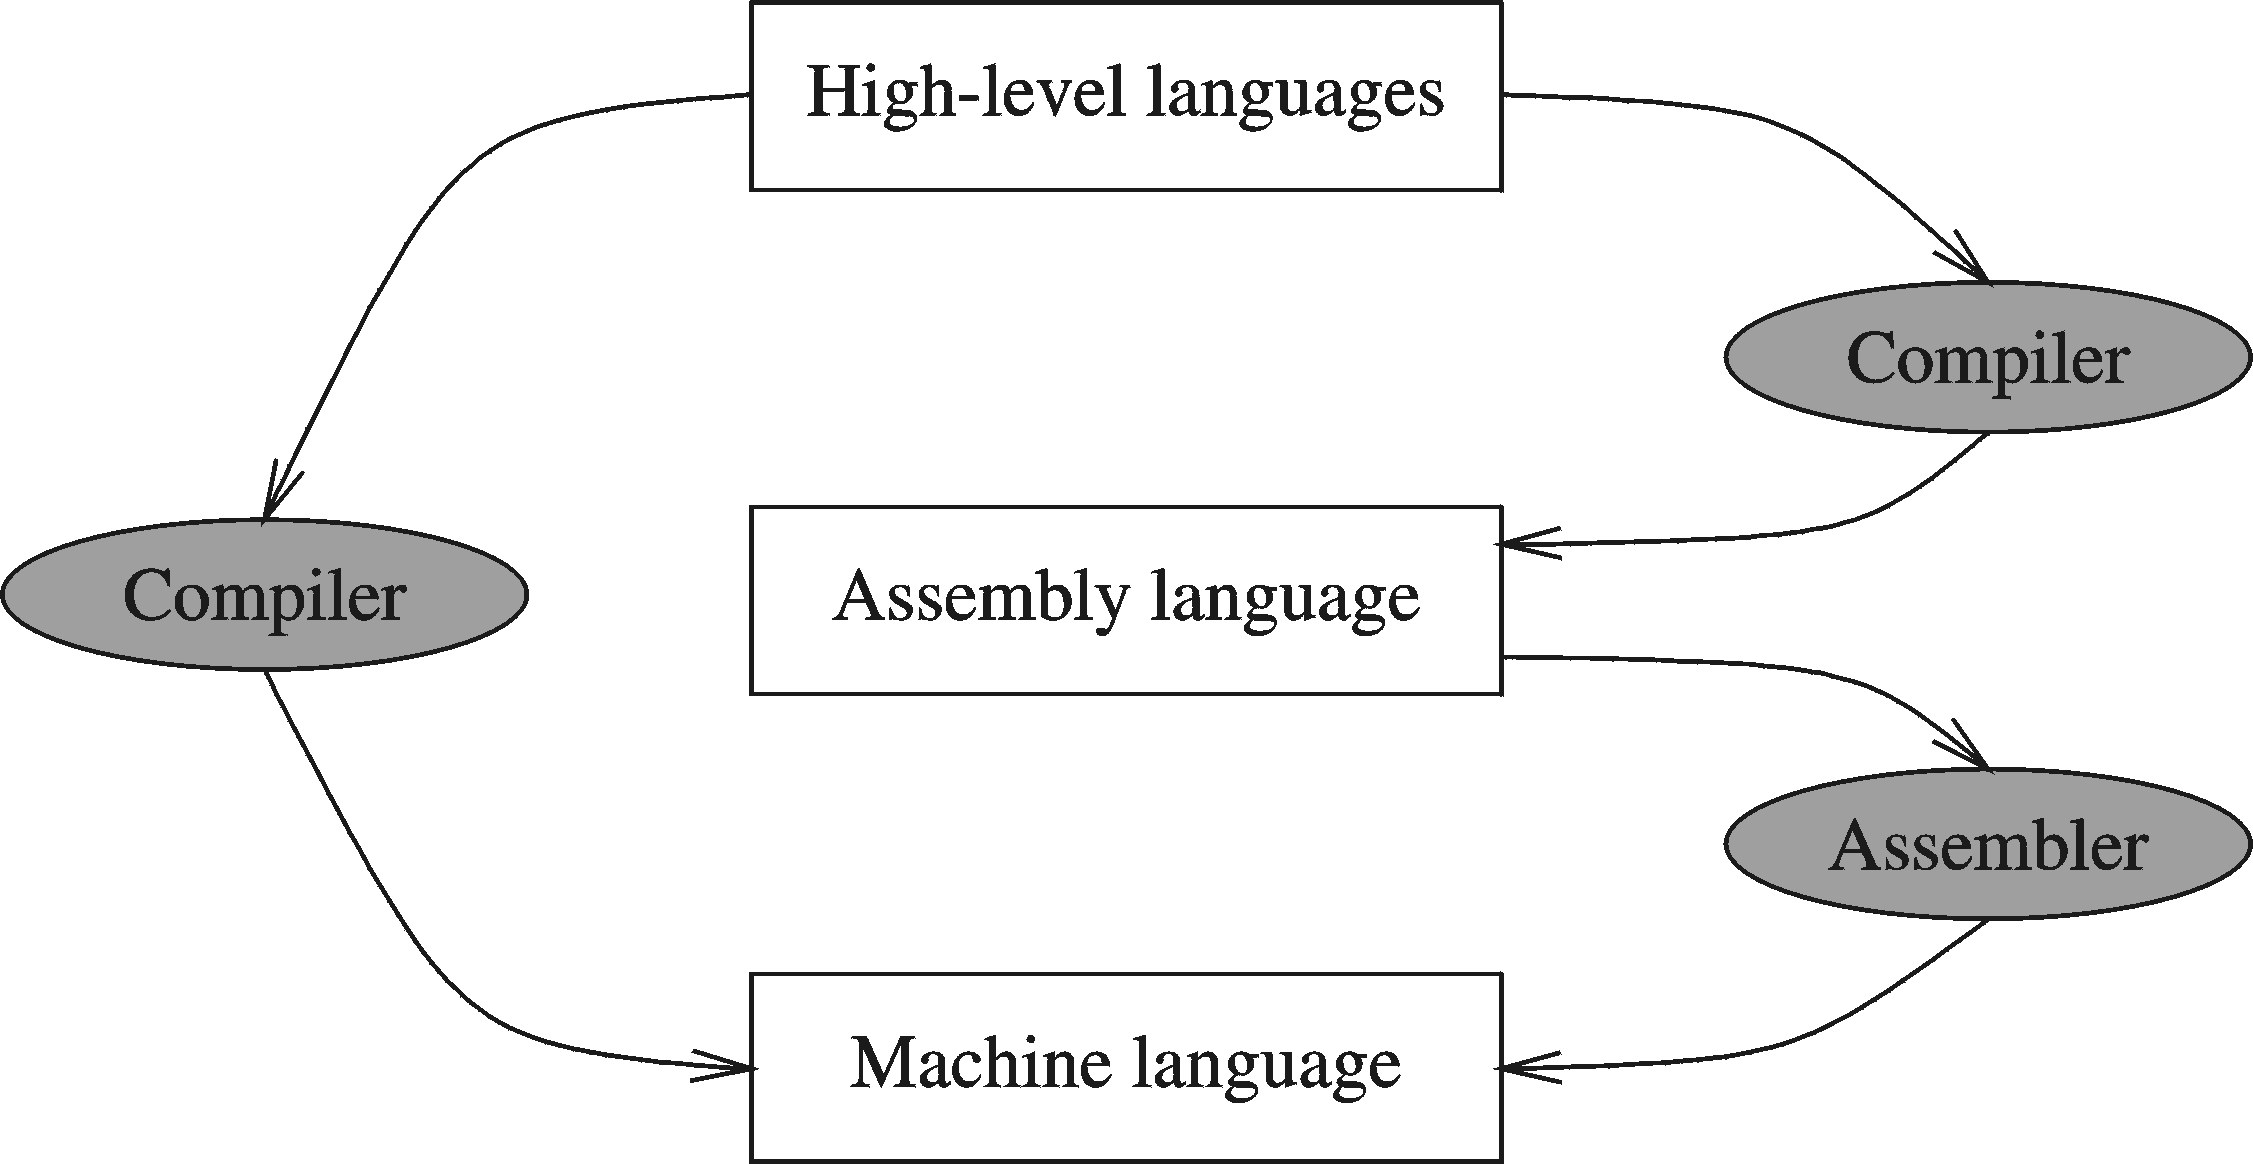 High-level languages
Compiler
Compiler
Assembly language
Assembler
Machine language